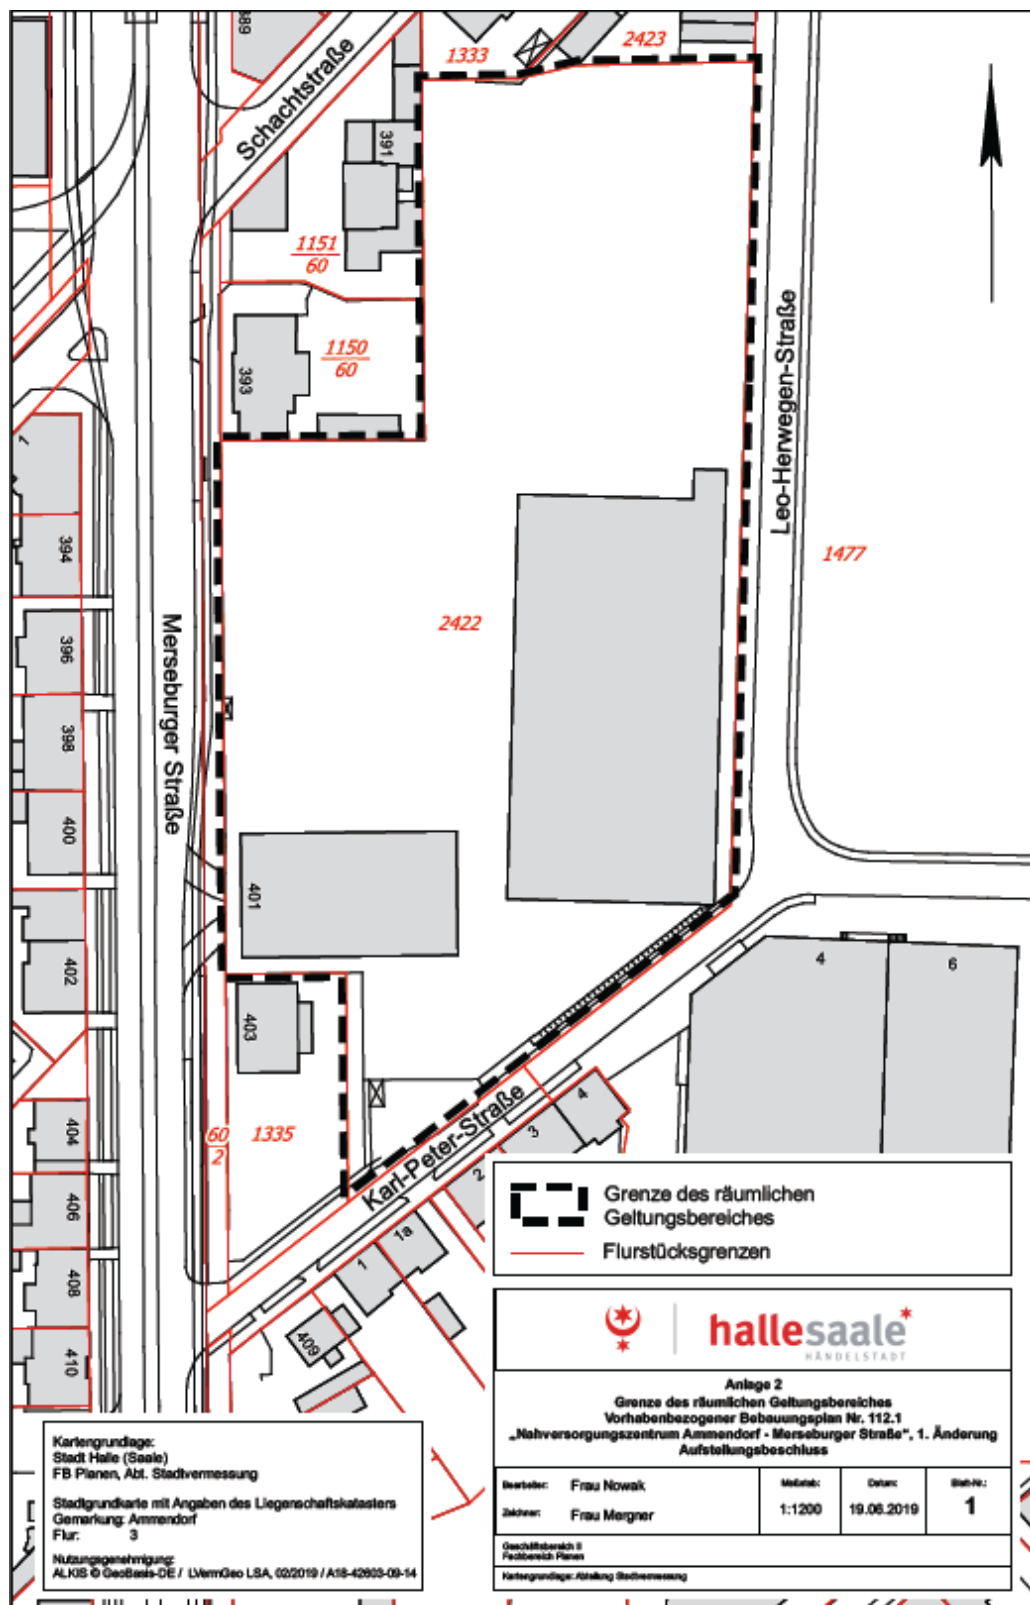 389
1333
2423
Schachtstraße
391
1151
60
1150
60
393
Leo-Herwegen-Straße
1
394
1477
396
2422
Merseburger Straße
398
400
401
402
4
6
403
404
60
2
1335
Karl-Peter-Straße
4
3
2
406
1a
1
408
409
410
Grenze des räumlichen
Geltungsbereiches
Flurstücksgrenzen
hallesaale
HÄNDELSTADT
Anlage 2
Grenze des räumlichen Geltungsbereiches
Vorhabenbezogener Bebauungsplan Nr. 112.1
„Nahversorgungszentrum Ammendorf - Merseburger Straße“, 1. Änderung
Aufstellungsbeschluss
Bearbeiter: Frau Nowak
Zeichner: Frau Mergner
Maßstab:
1:1200
Datum:
19.06.2019
Blatt-Nr.:
1
Geschäftsbereich II
Fachbereich Planen
Kartengrundlage: Abteilung Stadtvermessung
Kartengrundlage:
Stadt Halle (Saale)
FB Planen, Abt. Stadtvermessung
Stadtgrundkarte mit Angaben des Liegenschaftskatasters
Gemarkung: Ammendorf
Flur: 3
Nutzungsgenehmigung:
ALKIS © GeoBasis-DE / LVermGeo LSA, 02/2019 / A18-42603-09-14